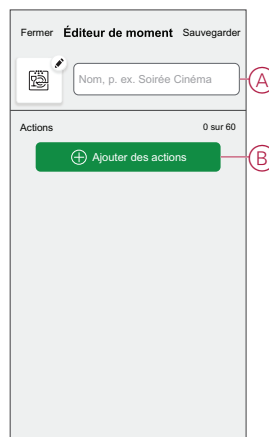 Fermer Éditeur de moment Sauvegarder
Nom, p. ex. Soirée Cinéma
A
Actions 0 sur 60
Ajouter des actions
B